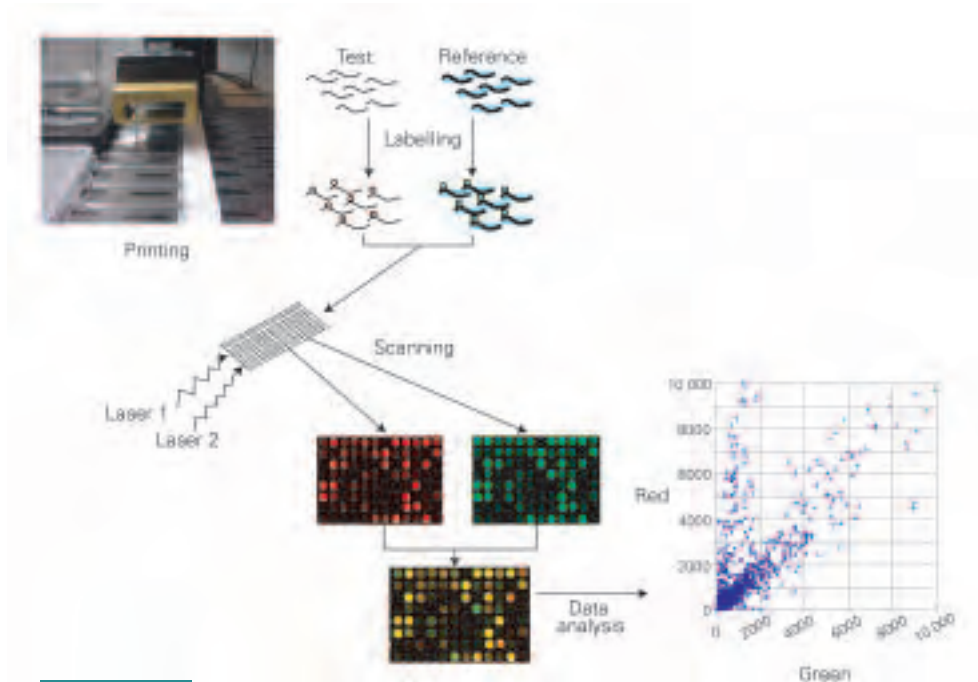 Test
Reference
Labelling
Printing
Scanning
Laser 1
Laser 2
Red
10 000
8000
6000
4000
2000
0
0 2000 4000 6000 8000 10 000
Green
Data
analysis